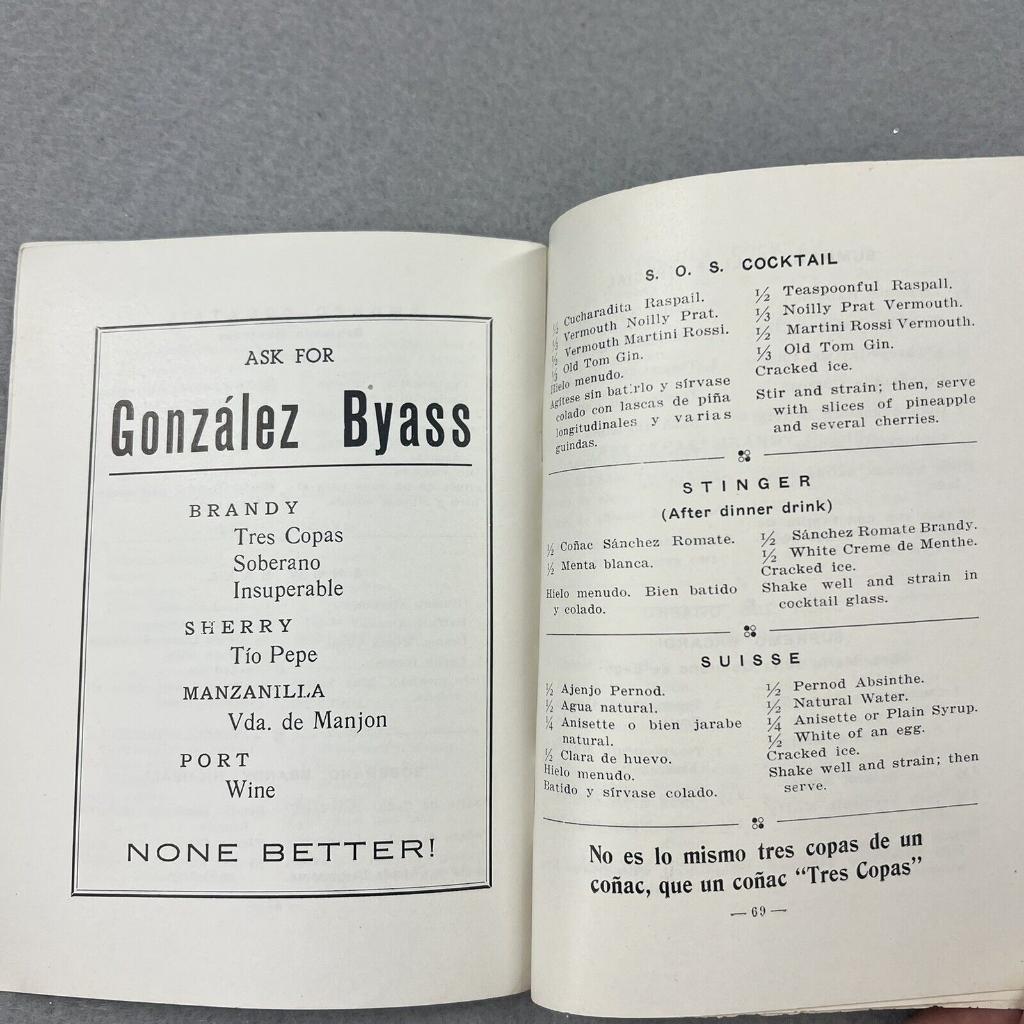 ASK FOR
González Byass
BRANDY
Tres Copas
Soberano
Insuperable
SHERRY
Tío Pepe
MANZANILLA
Vda. de Manjon
PORT
Wine
NONE BETTER!
S. O. S. COCKTAIL
½ Cucharadita Raspail.
⅓ Vermouth Noilly Prat.
½ Vermouth Martini Rossi.
⅓ Old Tom Gin.
Hielo menudo.
Agítese sin batirlo y sírvase
colado con lascas de piña
longitudinales y varias
guindas.
½ Teaspoonful Raspall.
⅓ Noilly Prat Vermouth.
½ Martini Rossi Vermouth.
⅓ Old Tom Gin.
Cracked ice.
Stir and strain; then, serve
with slices of pineapple
and several cherries.
STINGER
(After dinner drink)
½ Coñac Sánchez Romate.
½ Menta blanca.
Hielo menudo. Bien batido
y colado.
½ Sánchez Romate Brandy.
½ White Creme de Menthe.
Cracked ice.
Shake well and strain in
cocktail glass.
SUISSE
½ Ajenjo Pernod.
½ Agua natural.
¼ Anisette o bien jarabe
natural.
½ Clara de huevo.
Hielo menudo.
Batido y sírvase colado.
½ Pernod Absinthe.
½ Natural Water.
¼ Anisette or Plain Syrup.
½ White of an egg.
Cracked ice.
Shake well and strain; then
serve.
No es lo mismo tres copas de un
coñac, que un coñac “Tres Copas”
— 69 —